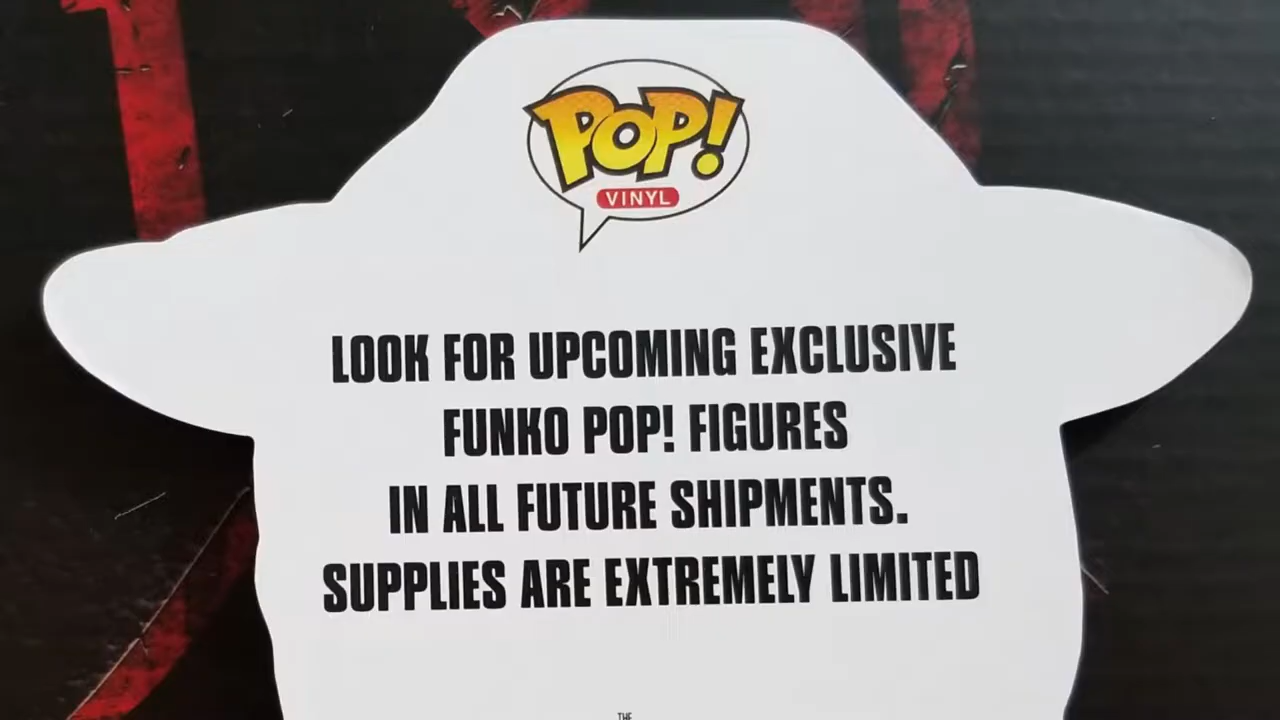 POP!
VINYL
LOOK FOR UPCOMING EXCLUSIVE
FUNKO POP! FIGURES
IN ALL FUTURE SHIPMENTS.
SUPPLIES ARE EXTREMELY LIMITED
THE